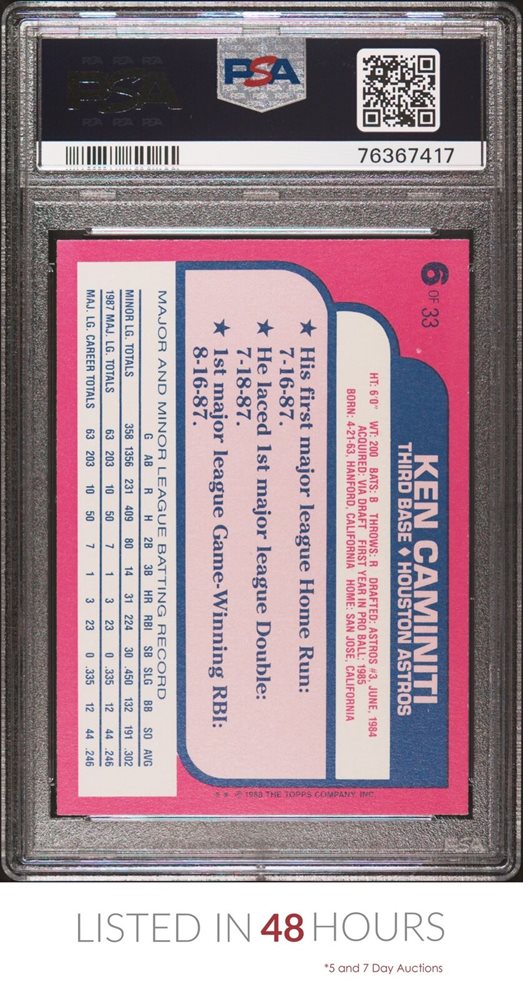 PSA
PSA
76367417
6 OF 33
KEN CAMINITI
THIRD BASE ♦ HOUSTON ASTROS
HT: 6'0" WT: 200 BATS: B THROWS: R DRAFTED: ASTROS #3, JUNE, 1984
ACQUIRED: VIA DRAFT FIRST YEAR IN PRO BALL: 1985
BORN: 4-21-63, HANFORD, CALIFORNIA HOME: SAN JOSE, CALIFORNIA
★ His first major league Home Run:
7-16-87.
★ He laced 1st major league Double:
7-18-87.
★ 1st major league Game-Winning RBI:
8-16-87.
** © 1988 THE TOPPS COMPANY, INC.
MAJOR AND MINOR LEAGUE BATTING RECORD
G AB R H 2B 3B HR RBI SB SLG BB SO AVG
MINOR LG. TOTALS 358 1356 231 409 80 14 31 224 30 .450 132 191 .302
1987 MAJ. LG. TOTALS 63 203 10 50 7 1 3 23 0 .335 12 44 .246
MAJ. LG. CAREER TOTALS 63 203 10 50 7 1 3 23 0 .335 12 44 .246
PSA
LISTED IN 48 HOURS
*5 and 7 Day Auctions